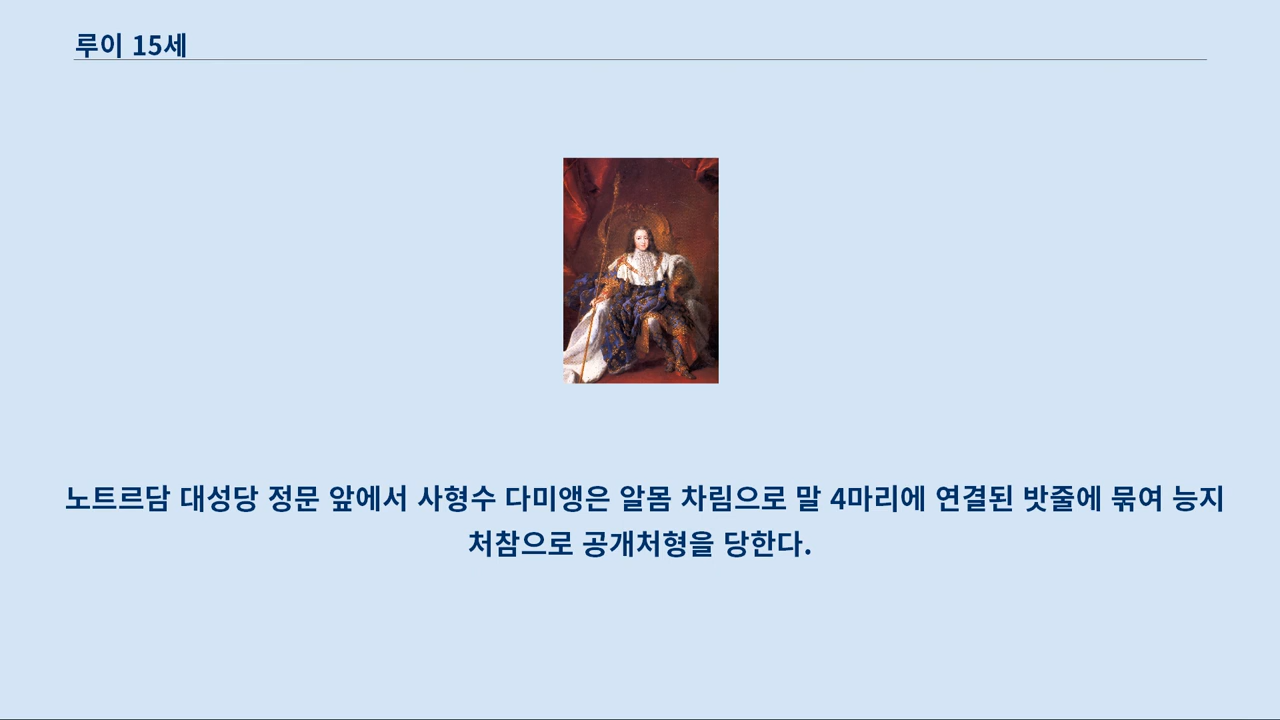 루이 15세
노트르담 대성당 정문 앞에서 사형수 다미앵은 알몸 차림으로 말 4마리에 연결된 밧줄에 묶여 능지
처참으로 공개처형을 당한다.